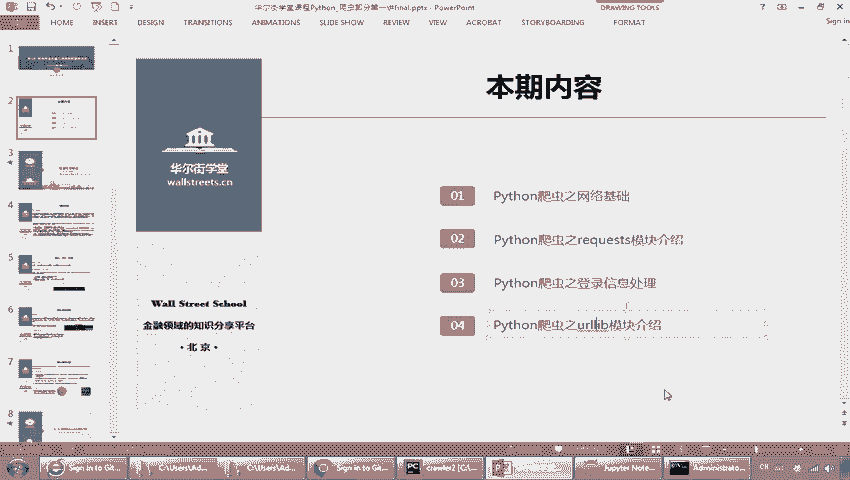 华尔街学堂课程Python_爬虫部分第一讲final.pptx - PowerPoint
DRAWING TOOLS
HOME INSERT DESIGN TRANSITIONS ANIMATIONS SLIDE SHOW REVIEW VIEW ACROBAT STORYBOARDING FORMAT
Sign in
1
2
3
4
5
6
7
8
本期内容
华尔街学堂
wallstreets.cn
01 Python爬虫之网络基础
02 Python爬虫之requests模块介绍
03 Python爬虫之登录信息处理
04 Python爬虫之urllib模块介绍
Wall Street School
金融领域的知识分享平台
· 北 京 ·
Sign in to Git... C:\Users\Ad... C:\Users\Ad... Sign in to Git... crawler2 [C:\... Jupyter Note... Administrato... CH